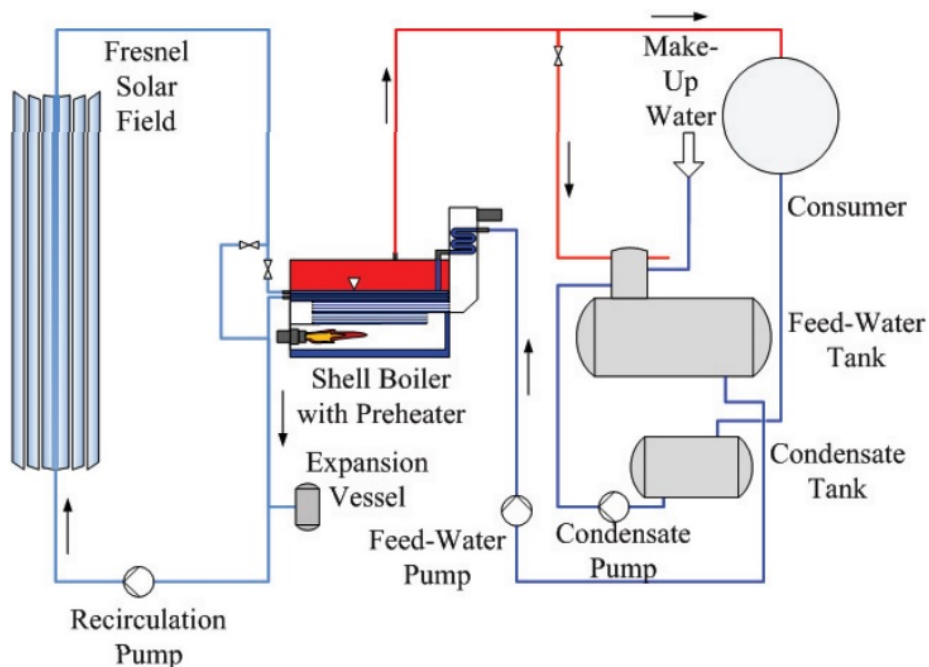 Fresnel
Solar
Field
Make-
Up
Water
Consumer
Feed-Water
Tank
Shell Boiler
with Preheater
Condensate
Tank
Expansion
Vessel
Feed-Water
Pump
Condensate
Pump
Recirculation
Pump